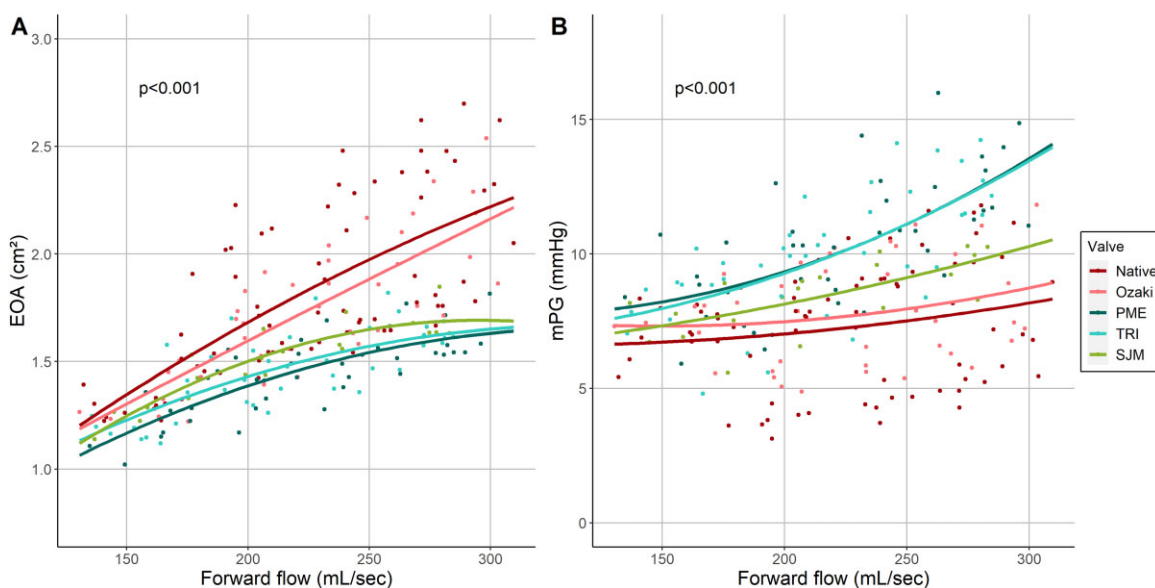 A
p<0.001
EOA (cm²)
3.0
2.5
2.0
1.5
1.0
150
200
250
300
Forward flow (mL/sec)
B
p<0.001
mPG (mmHg)
15
10
5
0
150
200
250
300
Forward flow (mL/sec)
Valve
Native
Ozaki
PME
TRI
SJM